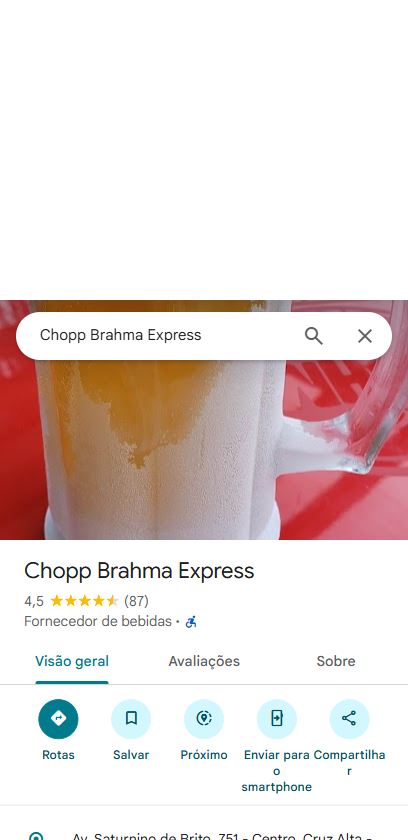 Chopp Brahma Express
Chopp Brahma Express
4,5 (87)
Fornecedor de bebidas ·
Visão geral Avaliações Sobre
Rotas Salvar Próximo Enviar para o smartphone Compartilhar
Av. Saturnino de Brito, 751 - Centro, Cruz Alta -